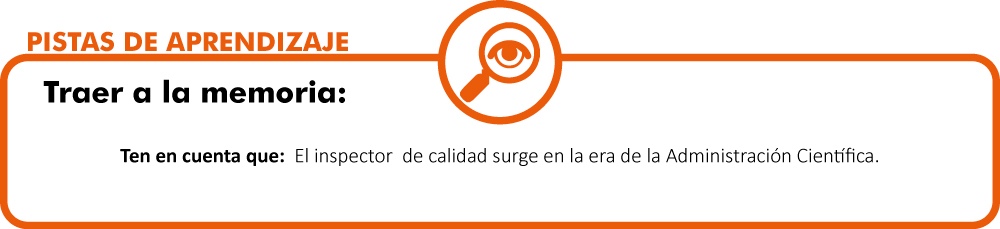 PISTAS DE APRENDIZAJE
Traer a la memoria:
Ten en cuenta que: El inspector de calidad surge en la era de la Administración Científica.